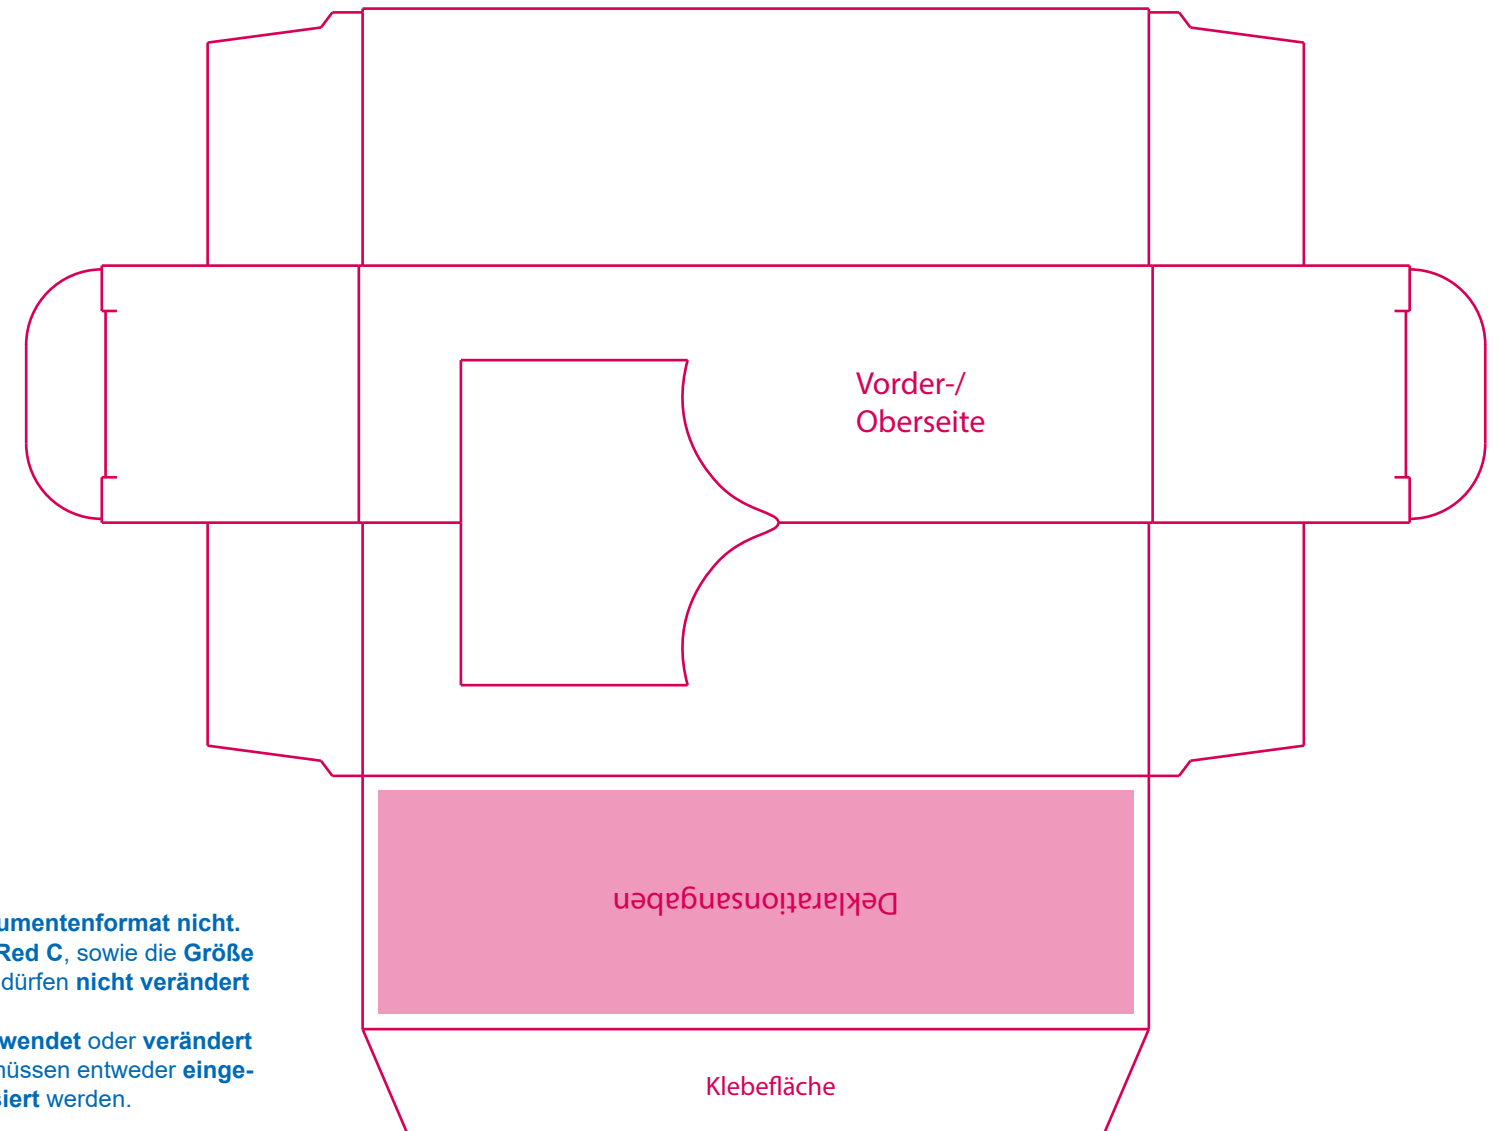 Vorder-/
Oberseite
Deklarationsangaben
umentenformat nicht.
Red C, sowie die Größe
dürfen nicht verändert
wendet oder verändert
nüssen entweder einge-
siert werden.
Klebefläche